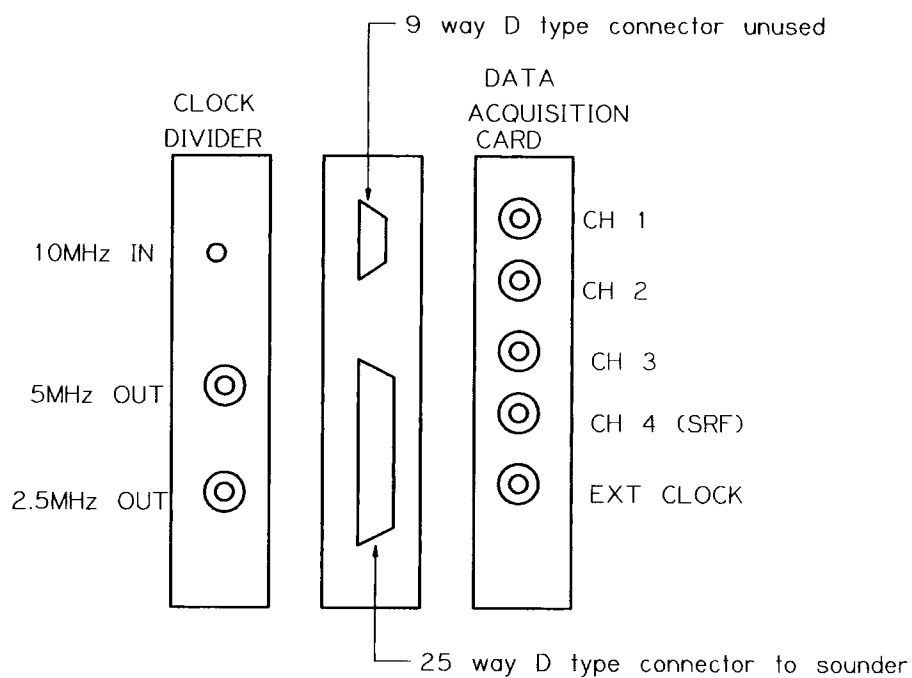 9 way D type connector unused
CLOCK
DIVIDER
DATA
ACQUISITION
CARD
10MHz IN
5MHz OUT
2.5MHz OUT
CH 1
CH 2
CH 3
CH 4 (SRF)
EXT CLOCK
25 way D type connector to sounder